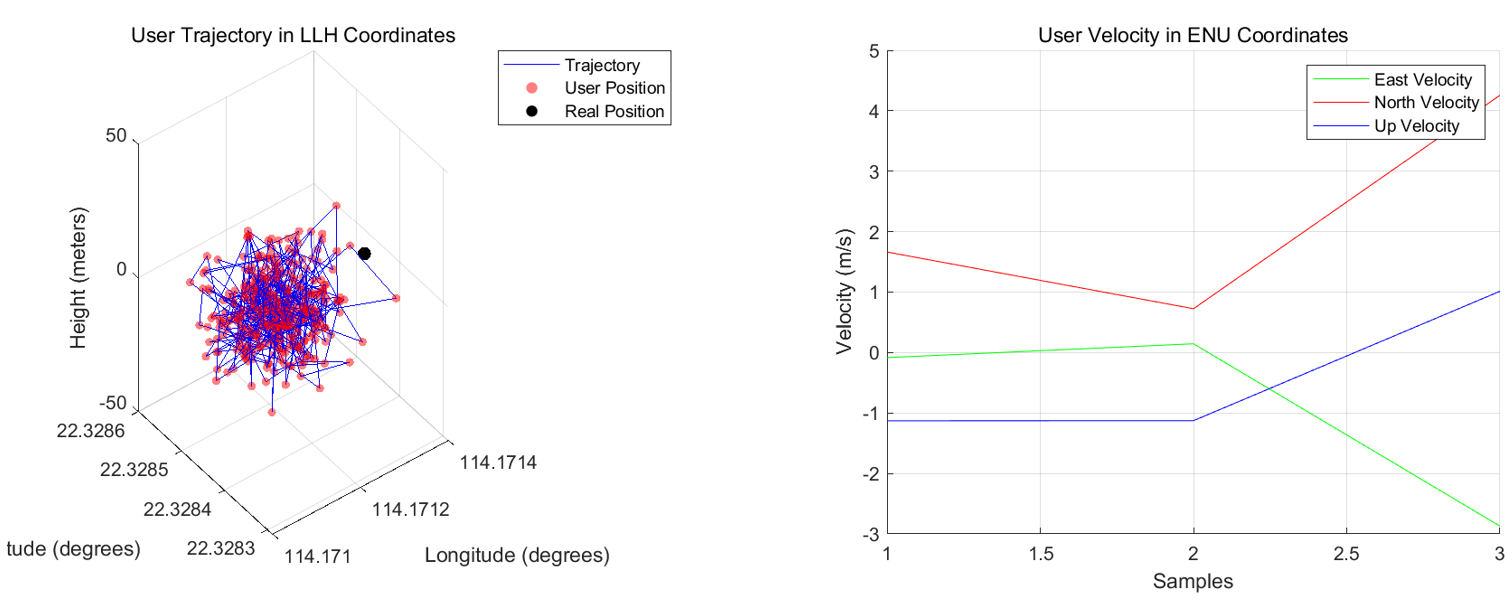 User Trajectory in LLH Coordinates
Trajectory
User Position
Real Position
50
0
-50
Height (meters)
22.3286
22.3285
22.3284
22.3283
tude (degrees)
114.171
114.1712
114.1714
Longitude (degrees)
User Velocity in ENU Coordinates
East Velocity
North Velocity
Up Velocity
5
4
3
2
1
0
-1
-2
-3
Velocity (m/s)
1
1.5
2
2.5
3
Samples